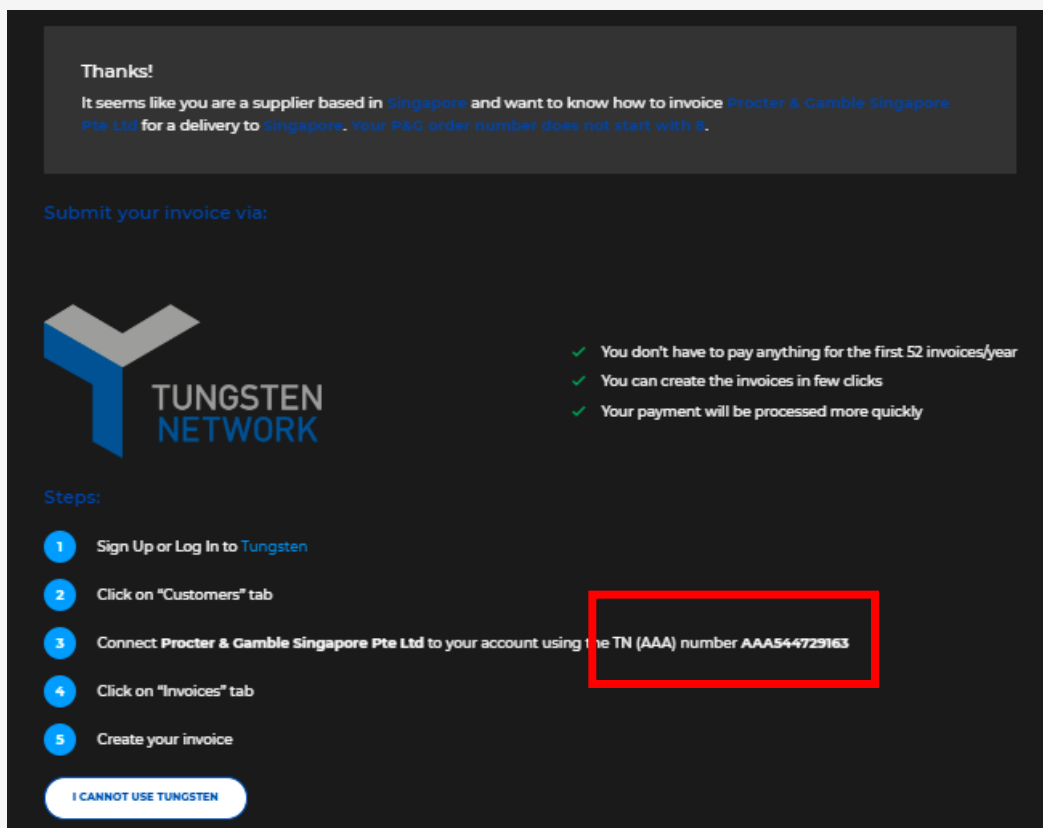 Thanks!
It seems like you are a supplier based in Singapore and want to know how to invoice Procter & Gamble Singapore
Pte Ltd for a delivery to Singapore. Your P&G order number does not start with 8.
Submit your invoice via:
TUNGSTEN
NETWORK
✓ You don't have to pay anything for the first 52 invoices/year
✓ You can create the invoices in few clicks
✓ Your payment will be processed more quickly
Steps:
1 Sign Up or Log In to Tungsten
2 Click on “Customers” tab
3 Connect Procter & Gamble Singapore Pte Ltd to your account using the TN (AAA) number AAA544729163
4 Click on “Invoices” tab
5 Create your invoice
I CANNOT USE TUNGSTEN